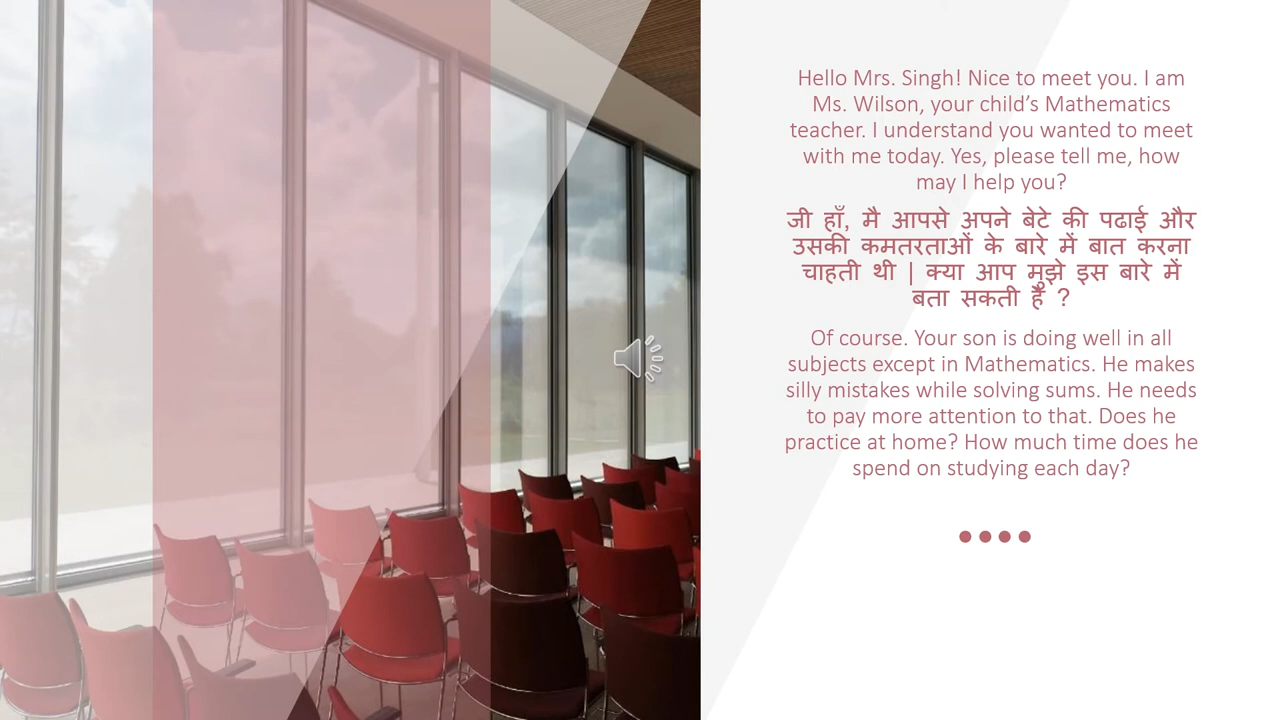 Hello Mrs. Singh! Nice to meet you. I am
Ms. Wilson, your child’s Mathematics
teacher. I understand you wanted to meet
with me today. Yes, please tell me, how
may I help you?
जी हाँ, मै आपसे अपने बेटे की पढाई और
उसकी कमतरताओं के बारे में बात करना
चाहती थी | क्या आप मुझे इस बारे में
बता सकती हैं ?
Of course. Your son is doing well in all
subjects except in Mathematics. He makes
silly mistakes while solving sums. He needs
to pay more attention to that. Does he
practice at home? How much time does he
spend on studying each day?